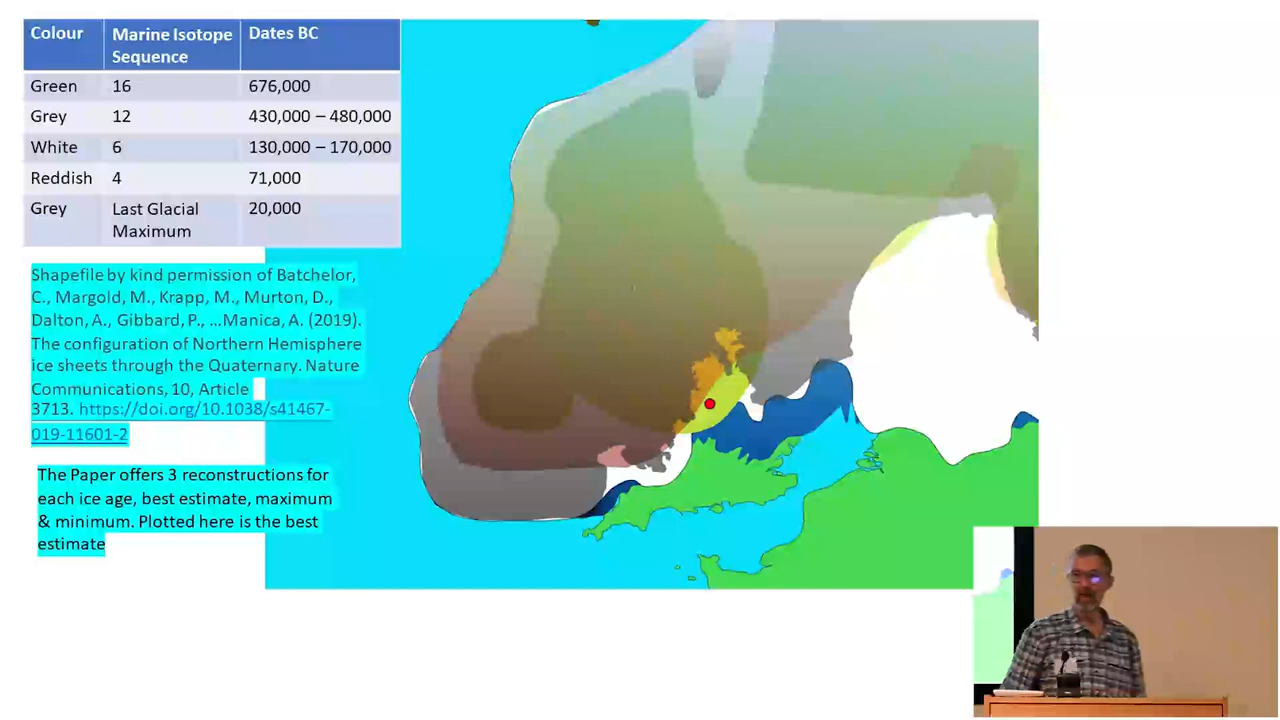 Colour Marine Isotope Sequence Dates BC
Green 16 676,000
Grey 12 430,000 – 480,000
White 6 130,000 – 170,000
Reddish 4 71,000
Grey Last Glacial Maximum 20,000
Shapefile by kind permission of Batchelor,
C., Margold, M., Krapp, M., Murton, D.,
Dalton, A., Gibbard, P., …Manica, A. (2019).
The configuration of Northern Hemisphere
ice sheets through the Quaternary. Nature
Communications, 10, Article
3713. https://doi.org/10.1038/s41467-
019-11601-2
The Paper offers 3 reconstructions for
each ice age, best estimate, maximum
& minimum. Plotted here is the best
estimate